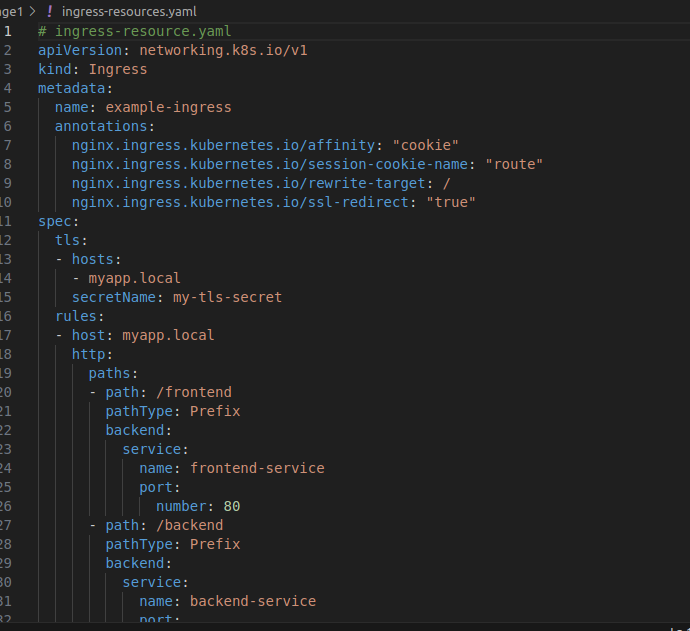 age1 > ! ingress-resources.yaml
1 # ingress-resource.yaml
2 apiVersion: networking.k8s.io/v1
3 kind: Ingress
4 metadata:
5   name: example-ingress
6   annotations:
7     nginx.ingress.kubernetes.io/affinity: "cookie"
8     nginx.ingress.kubernetes.io/session-cookie-name: "route"
9     nginx.ingress.kubernetes.io/rewrite-target: /
10     nginx.ingress.kubernetes.io/ssl-redirect: "true"
11 spec:
12   tls:
13   - hosts:
14     - myapp.local
15     secretName: my-tls-secret
16   rules:
17   - host: myapp.local
18     http:
19       paths:
20       - path: /frontend
21         pathType: Prefix
22         backend:
23           service:
24             name: frontend-service
25             port:
26               number: 80
27       - path: /backend
28         pathType: Prefix
29         backend:
30           service:
31             name: backend-service
32             port: